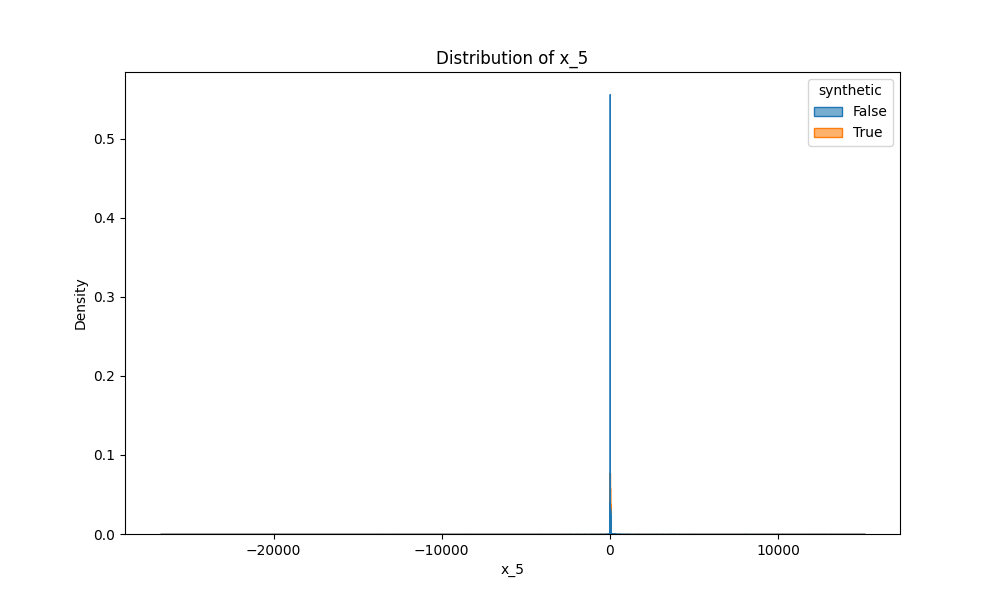 Distribution of x_5
synthetic
False
True
0.5
0.4
0.3
0.2
0.1
0.0
Density
−20000
−10000
0
10000
x_5